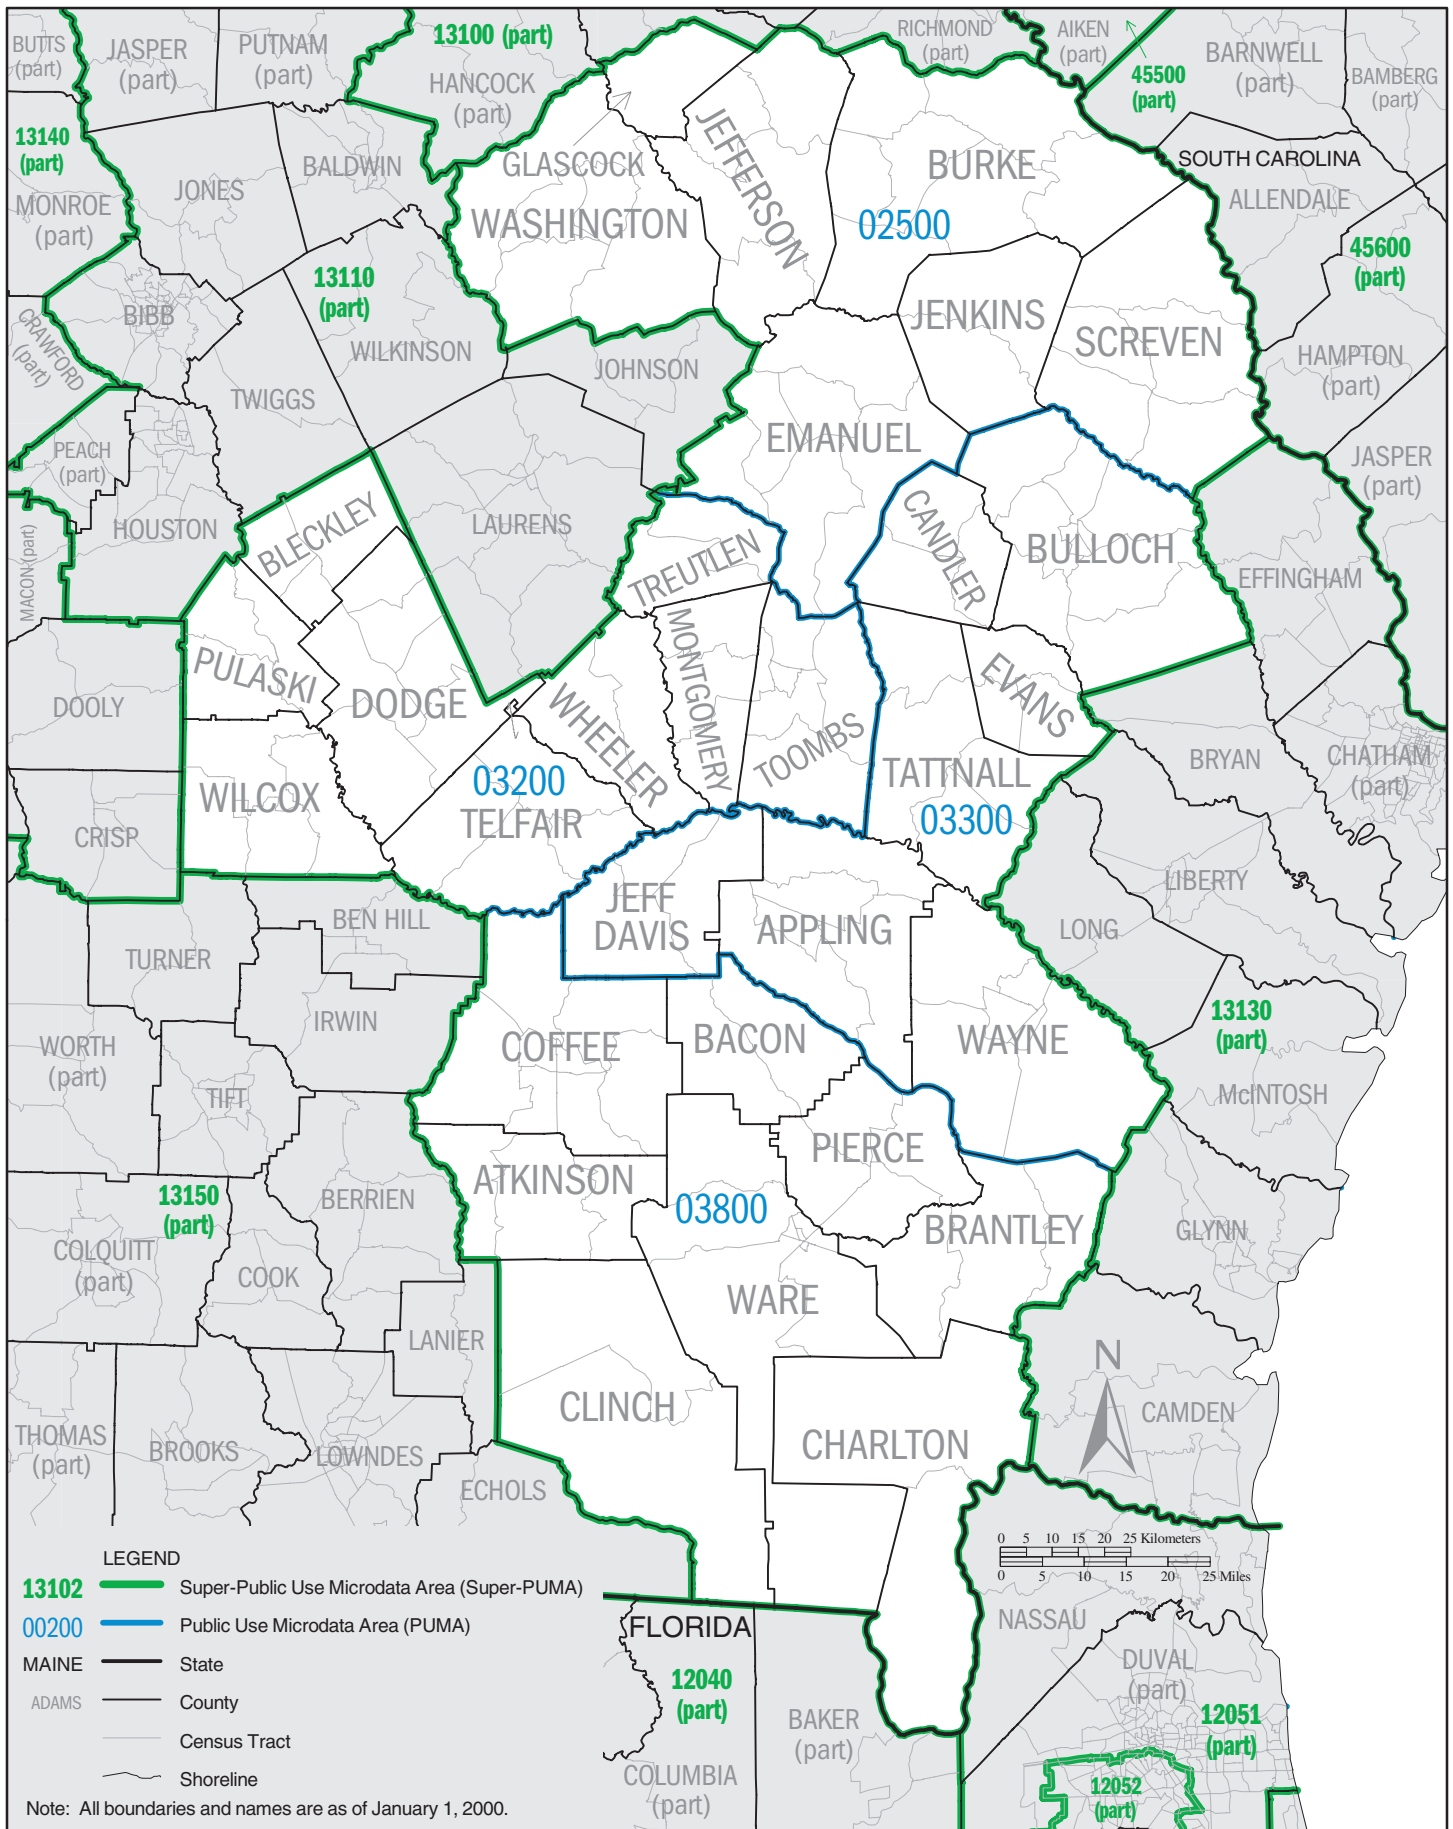 BUTTS
(part)
JASPER
(part)
PUTNAM
(part)
13100 (part)
HANCOCK
(part)
RICHMOND
(part)
AIKEN
(part)
45500
(part)
BARNWELL
(part)
BAMBERG
(part)
13140
(part)
MONROE
(part)
JONES
BALDWIN
GLASCOCK
WASHINGTON
JEFFERSON
BURKE
02500
SOUTH CAROLINA
ALLENDALE
45600
(part)
HAMPTON
(part)
JASPER
(part)
CRAWFORD
(part)
BIBB
13110
(part)
WILKINSON
TWIGGS
JOHNSON
JENKINS
SCREVEN
PEACH
(part)
HOUSTON
MACON (part)
BLECKLEY
LAURENS
EMANUEL
TREUTLEN
CANDLER
BULLOCH
EFFINGHAM
DOOLY
PULASKI
DODGE
WHEELER
MONTGOMERY
TOOMBS
EVANS
TATTNALL
03300
BRYAN
CHATHAM
(part)
CRISP
WILCOX
03200
TELFAIR
JEFF
DAVIS
APPLING
LIBERTY
LONG
TURNER
BEN HILL
IRWIN
WORTH
(part)
TIFT
COFFEE
BACON
WAYNE
13130
(part)
McINTOSH
PIERCE
ATKINSON
03800
BRANTLEY
GLYNN
13150
(part)
COLQUITT
(part)
BERRIEN
COOK
LANIER
WARE
CLINCH
CHARLTON
N
CAMDEN
THOMAS
(part)
BROOKS
LOWNDES
ECHOLS
0 5 10 15 20 25 Kilometers
0 5 10 15 20 25 Miles
NASSAU
DUVAL
(part)
12051
(part)
12052
(part)
FLORIDA
12040
(part)
BAKER
(part)
COLUMBIA
(part)
LEGEND
13102 Super-Public Use Microdata Area (Super-PUMA)
00200 Public Use Microdata Area (PUMA)
MAINE State
ADAMS County
Census Tract
Shoreline
Note: All boundaries and names are as of January 1, 2000.